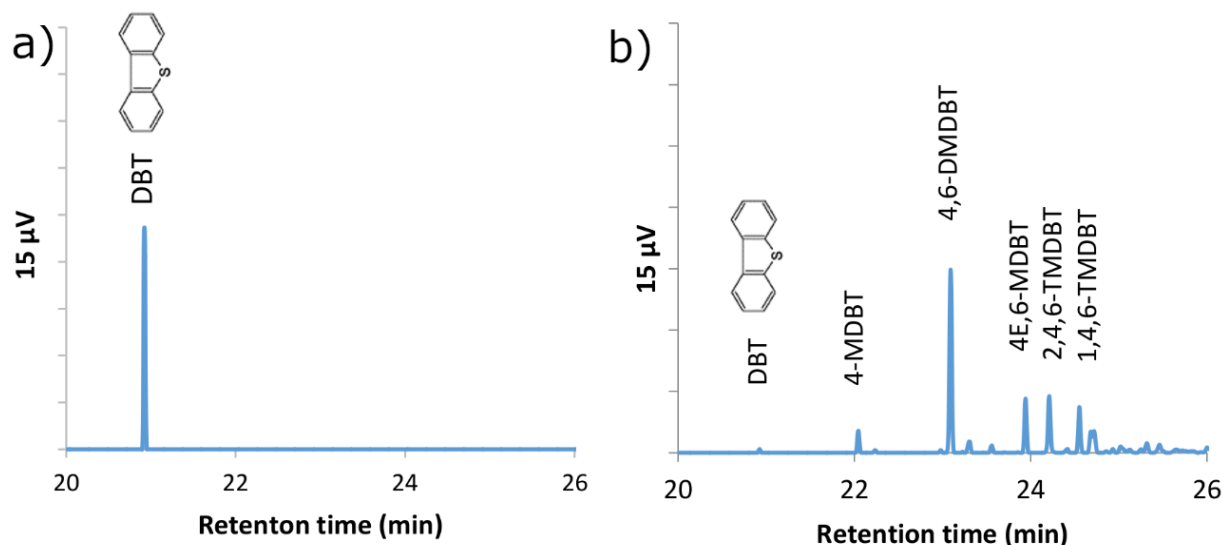 a)
S
DBT
15 µV
20
22
24
26
Retenton time (min)
b)
S
DBT
4-MDBT
4,6-DMDBT
4E,6-MDBT
2,4,6-TMDBT
1,4,6-TMDBT
15 µV
20
22
24
26
Retention time (min)